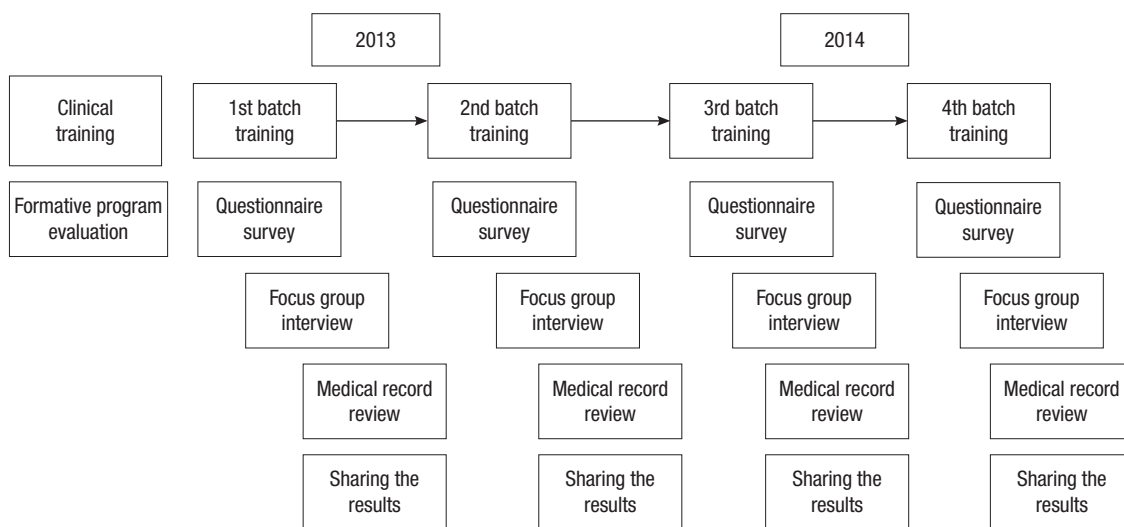 2013
2014
Clinical
training
1st batch
training
2nd batch
training
3rd batch
training
4th batch
training
Formative program
evaluation
Questionnaire
survey
Questionnaire
survey
Questionnaire
survey
Questionnaire
survey
Focus group
interview
Focus group
interview
Focus group
interview
Focus group
interview
Medical record
review
Medical record
review
Medical record
review
Medical record
review
Sharing the
results
Sharing the
results
Sharing the
results
Sharing the
results